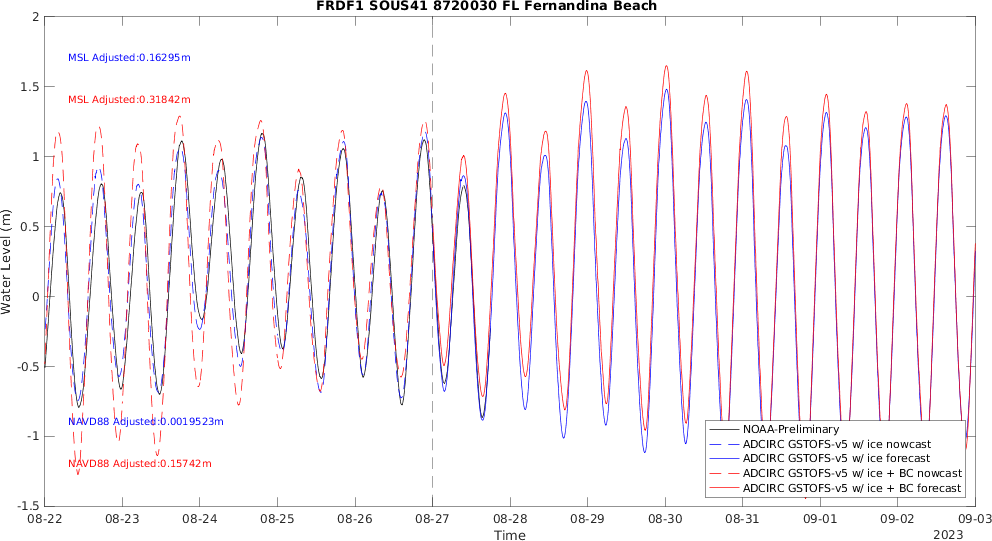 FRDF1 SOUS41 8720030 FL Fernandina Beach
MSL Adjusted:0.16295m
MSL Adjusted:0.31842m
NAVD88 Adjusted:0.0019523m
NAVD88 Adjusted:0.15742m
Water Level (m)
2
1.5
1
0.5
0
-0.5
-1
-1.5
NOAA-Preliminary
ADCIRC GSTOFS-v5 w/ ice nowcast
ADCIRC GSTOFS-v5 w/ ice forecast
ADCIRC GSTOFS-v5 w/ ice + BC nowcast
ADCIRC GSTOFS-v5 w/ ice + BC forecast
08-22 08-23 08-24 08-25 08-26 08-27 08-28 08-29 08-30 08-31 09-01 09-02 09-03
Time
2023